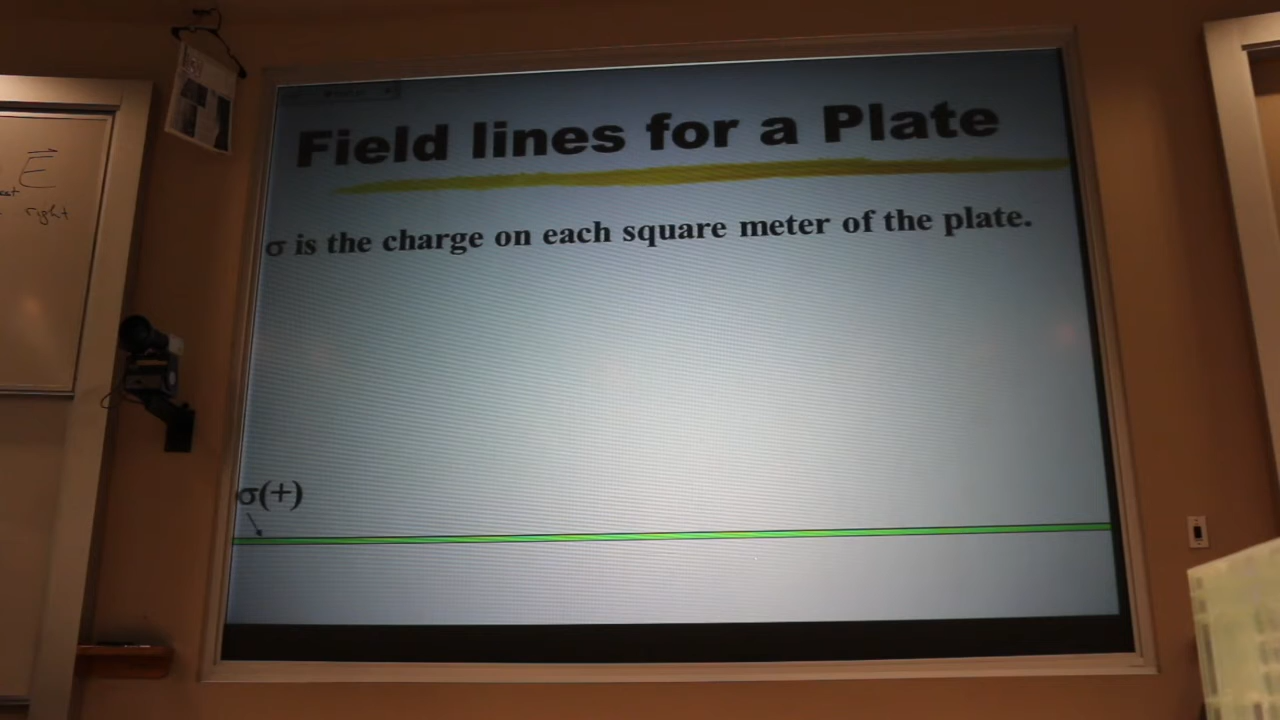 Field lines for a Plate
σ is the charge on each square meter of the plate.
σ(+)
E
right